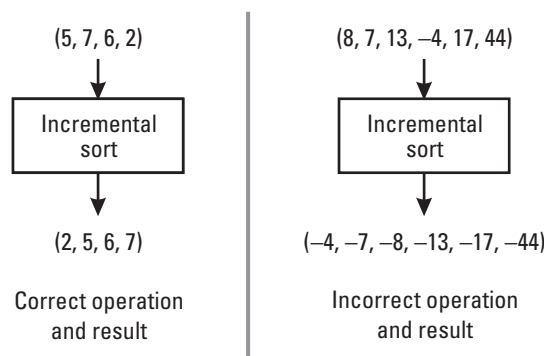 (5, 7, 6, 2)
Incremental
sort
(2, 5, 6, 7)
Correct operation
and result
(8, 7, 13, –4, 17, 44)
Incremental
sort
(–4, –7, –8, –13, –17, –44)
Incorrect operation
and result